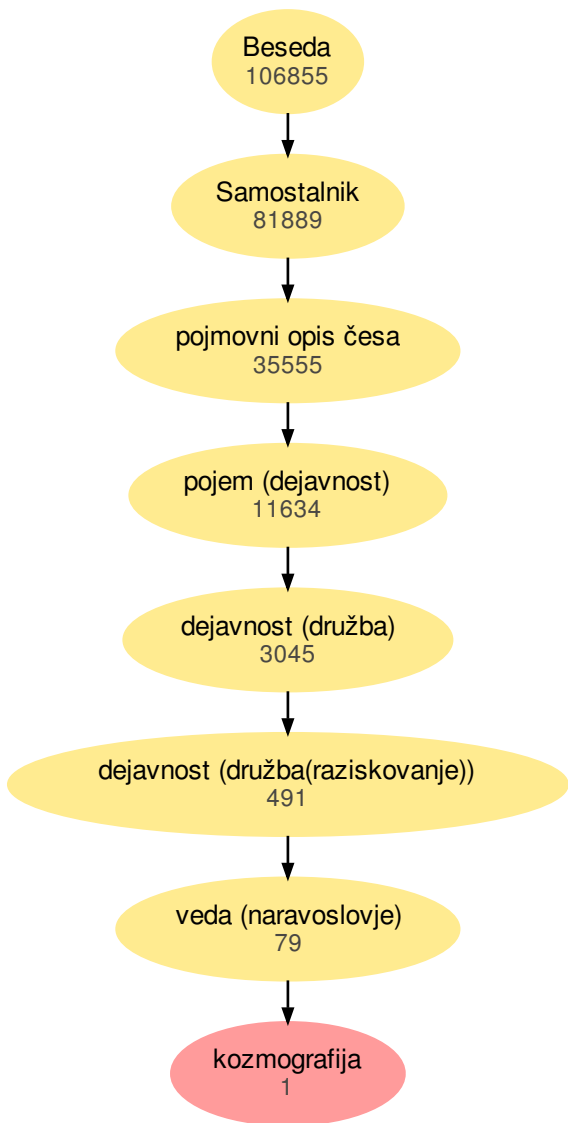 Beseda
106855
Samostalnik
81889
pojmovni opis česa
35555
pojem (dejavnost)
11634
dejavnost (družba)
3045
dejavnost (družba(raziskovanje))
491
veda (naravoslovje)
79
kozmografija
1